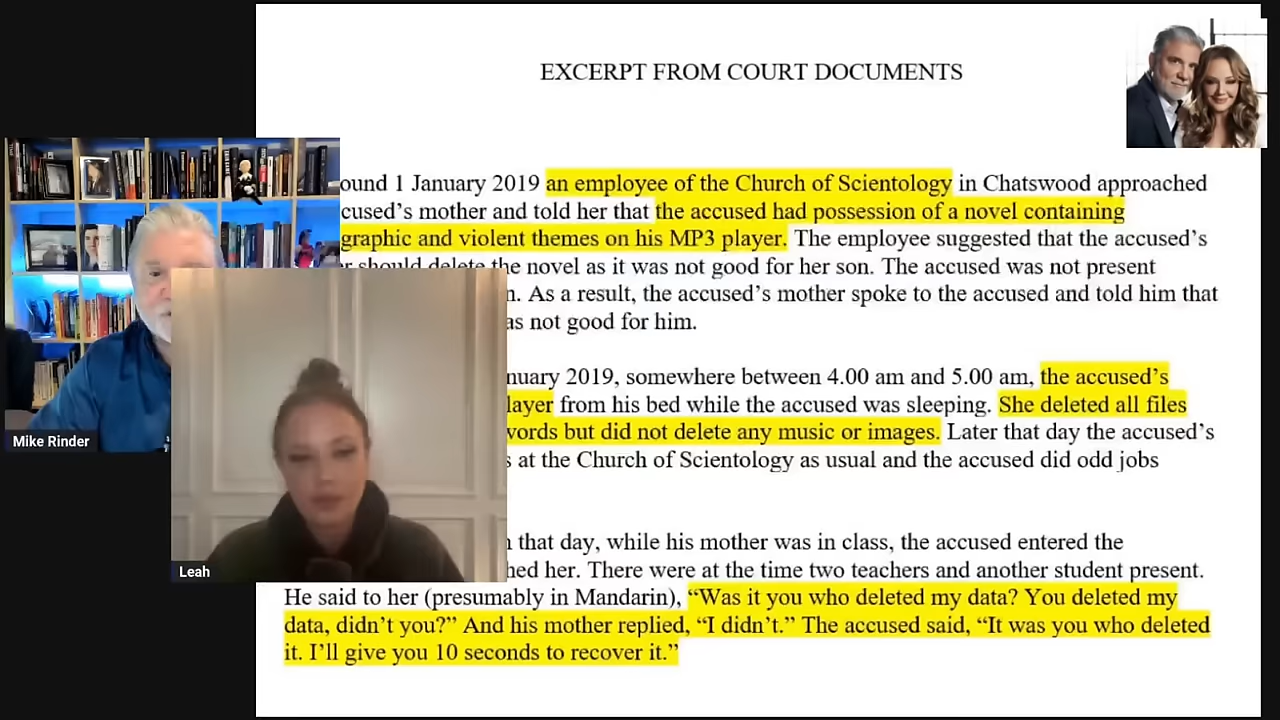 EXCERPT FROM COURT DOCUMENTS
ound 1 January 2019 an employee of the Church of Scientology in Chatswood approached
cused’s mother and told her that the accused had possession of a novel containing
graphic and violent themes on his MP3 player. The employee suggested that the accused’s
should delete the novel as it was not good for her son. The accused was not present
n. As a result, the accused’s mother spoke to the accused and told him that
as not good for him.
nuary 2019, somewhere between 4.00 am and 5.00 am, the accused’s
layer from his bed while the accused was sleeping. She deleted all files
words but did not delete any music or images. Later that day the accused’s
s at the Church of Scientology as usual and the accused did odd jobs
that day, while his mother was in class, the accused entered the
hed her. There were at the time two teachers and another student present.
He said to her (presumably in Mandarin), “Was it you who deleted my data? You deleted my
data, didn’t you?” And his mother replied, “I didn’t.” The accused said, “It was you who deleted
it. I’ll give you 10 seconds to recover it.”
Mike Rinder
Leah